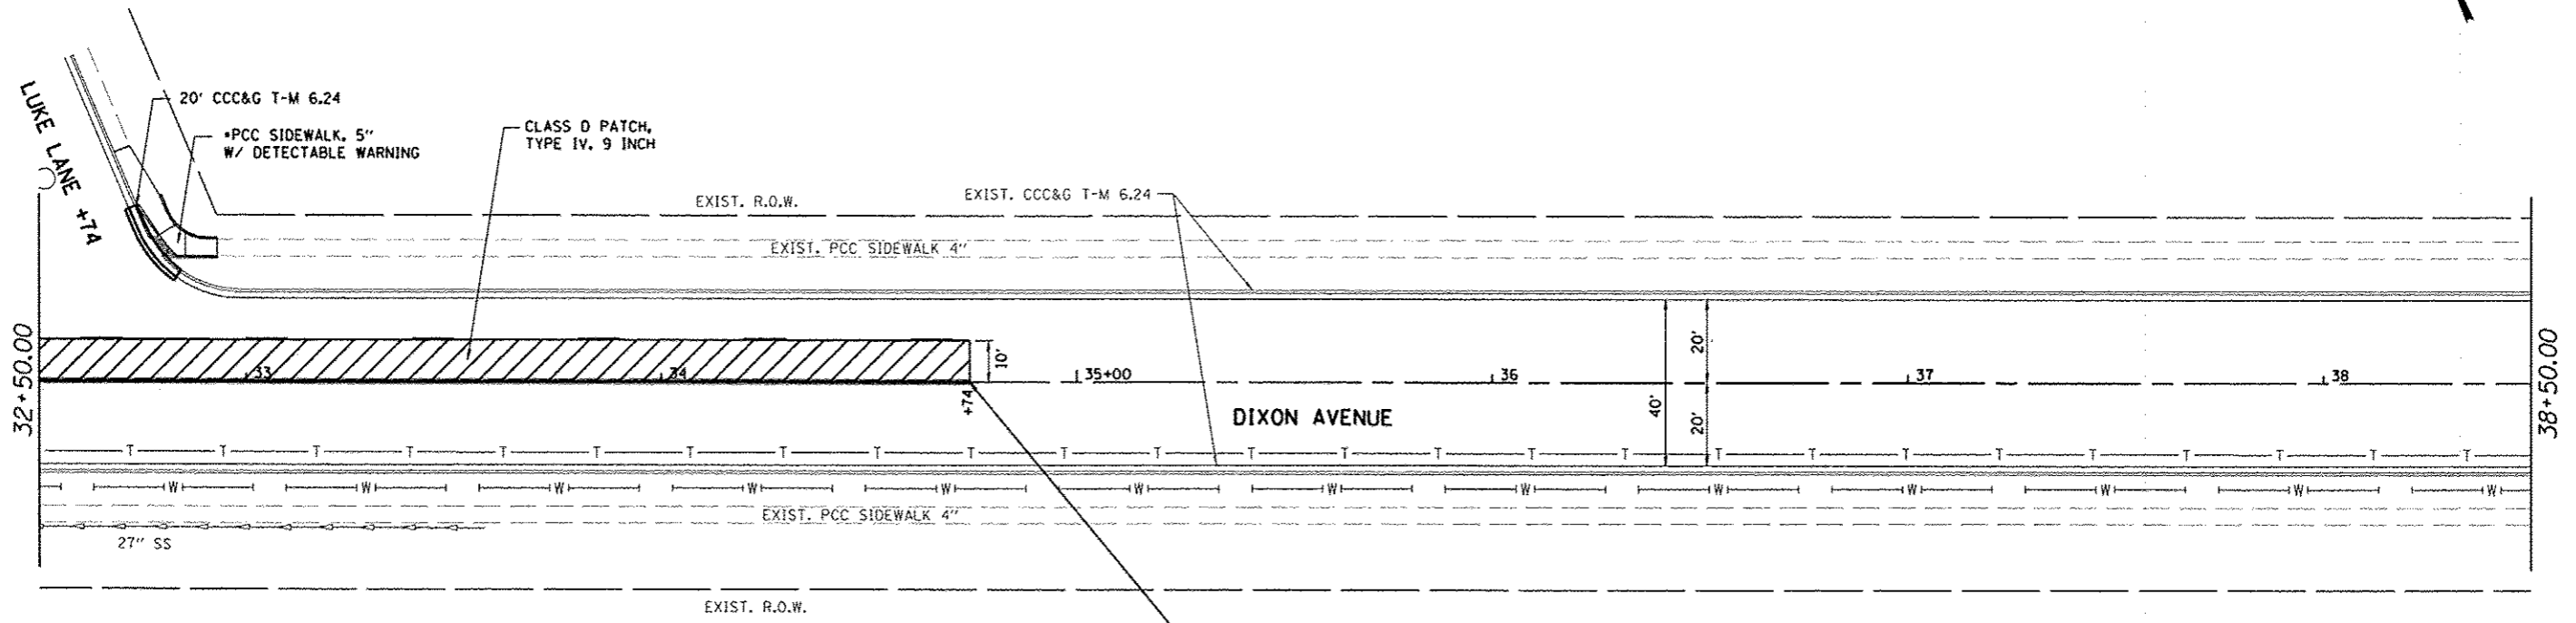 LUKE LANE +74
20' CCC&G T-M 6.24
•PCC SIDEWALK, 5"
W/ DETECTABLE WARNING
CLASS D PATCH,
TYPE IV, 9 INCH
EXIST. R.O.W.
EXIST. CCC&G T-M 6.24
EXIST. PCC SIDEWALK 4"
32+50.00
33
34
+74
10'
35+00
36
37
38
38+50.00
20'
40'
20'
DIXON AVENUE
T T T T T T T T T T T T T T T T T T T T T T T T T T
W W W W W W W W W W W W W
EXIST. PCC SIDEWALK 4"
27" SS
EXIST. R.O.W.